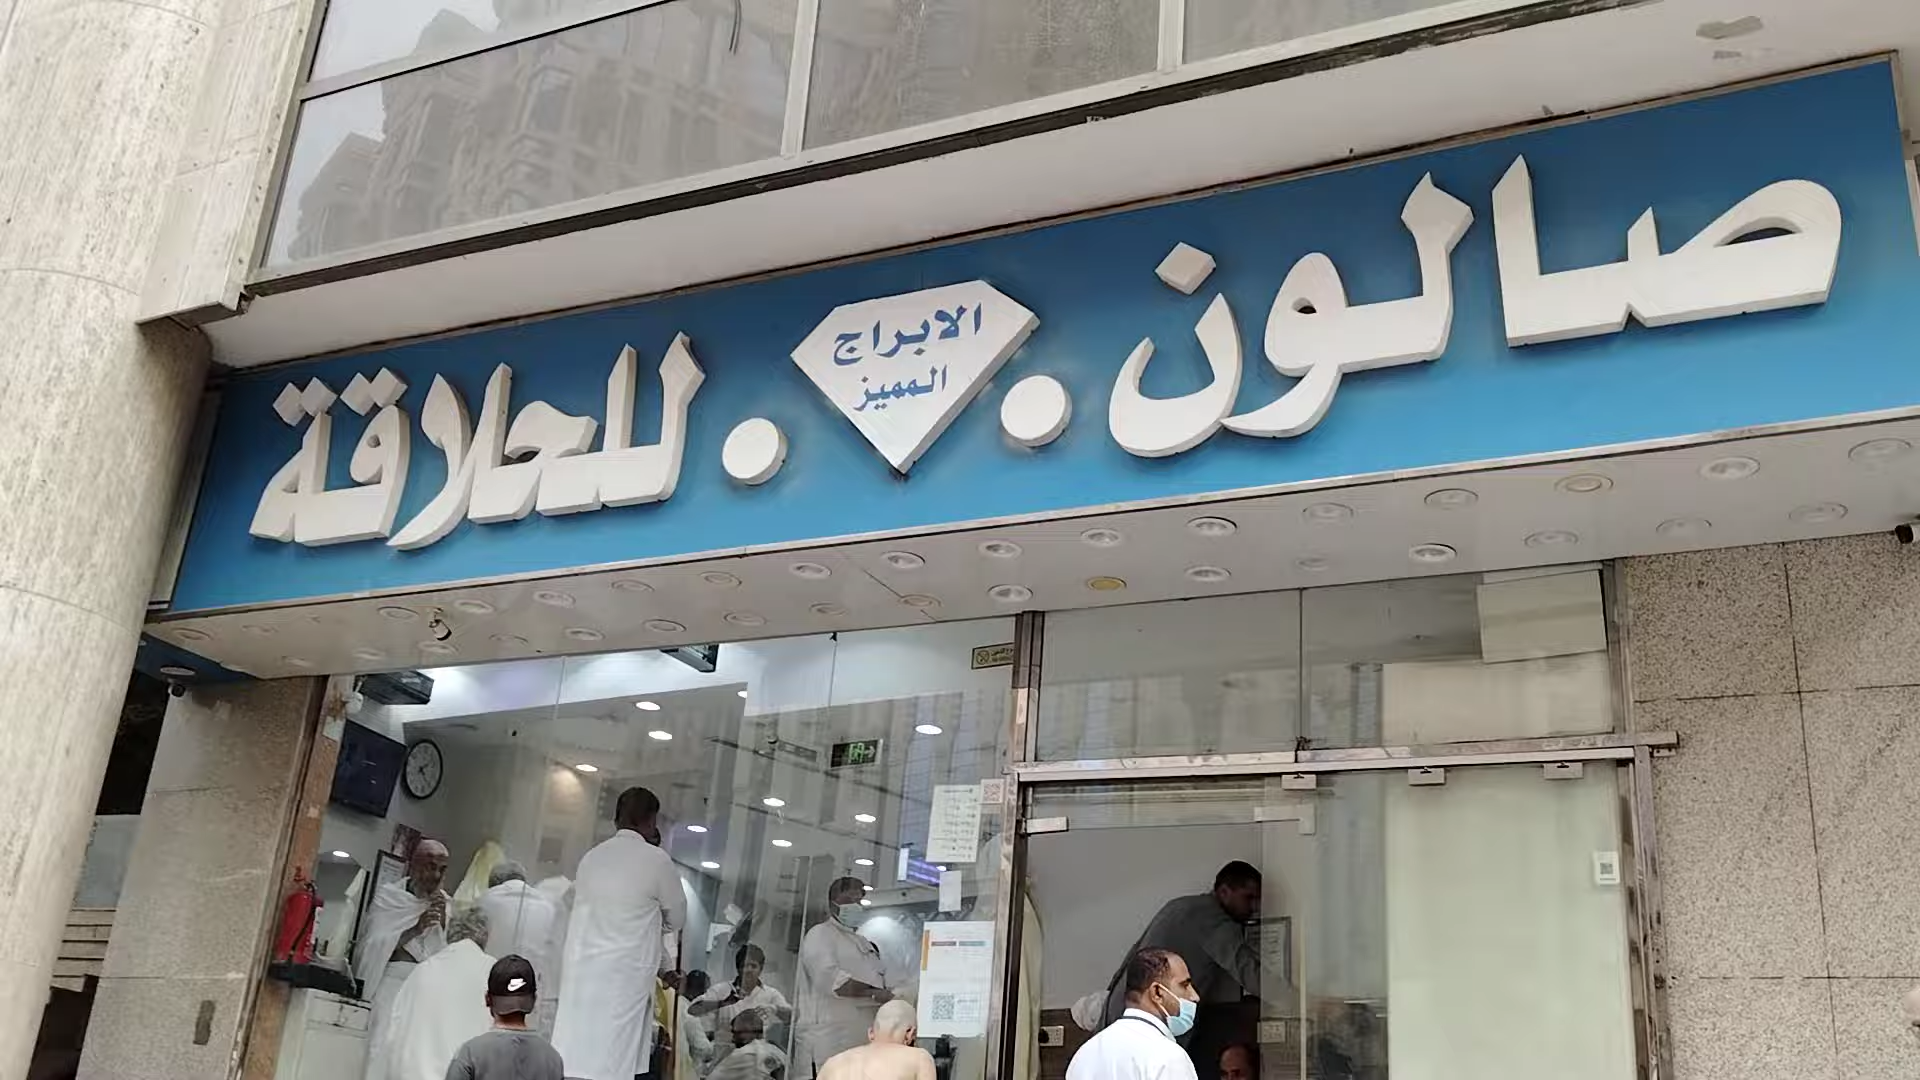 صالون
الابراج
المميز
للحلاقة